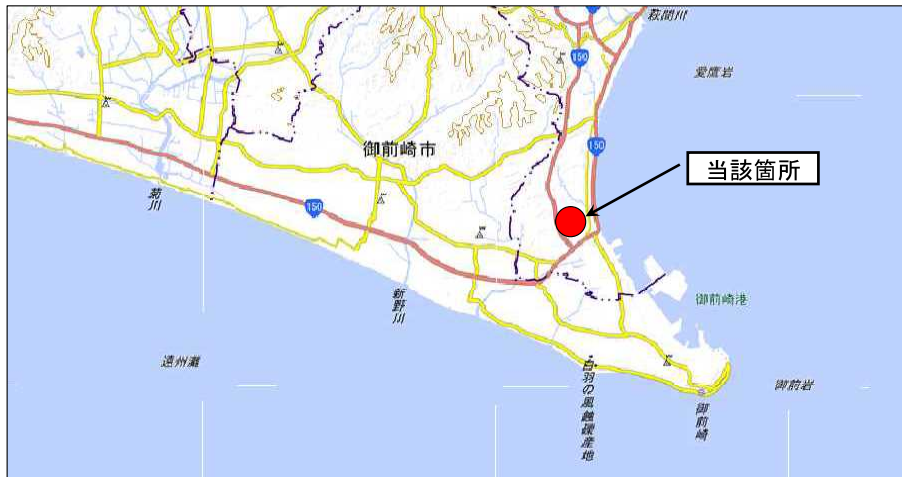 萩間川
150
愛鷹岩
150
御前崎市
当該箇所
菊川
150
新野川
御前崎港
遠州灘
白羽の風蝕礫産地
御前岩
御前崎